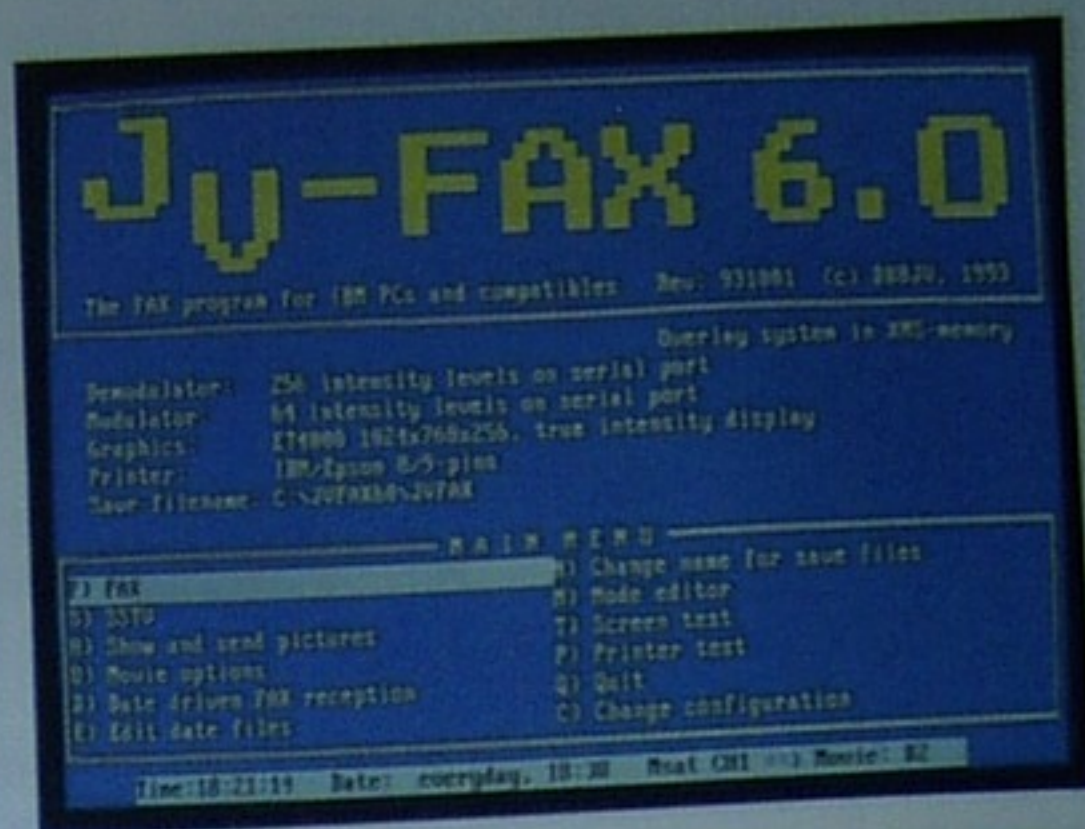 JV-FAX 6.0
The FAX program for IBM PCs and compatibles Rev: 931001 (c) DK8JV, 1993
Overlay system in XMS-memory
Demodulator: 256 intensity levels on serial port
Modulator: 64 intensity levels on serial port
Graphics: ET4000 1024x768x256, true intensity display
Printer: IBM/Epson 8/9-pins
Save filename: C:\JVFAX60\JVFAX
MAIN MENU
F) FAX
S) SSTV
H) Show and send pictures
O) Movie options
D) Date driven FAX reception
E) Edit date files
N) Change name for save files
M) Mode editor
T) Screen test
P) Printer test
Q) Quit
C) Change configuration
Time:18:21:19 Date: everyday, 18:30 Msat CH1 Movie: B2